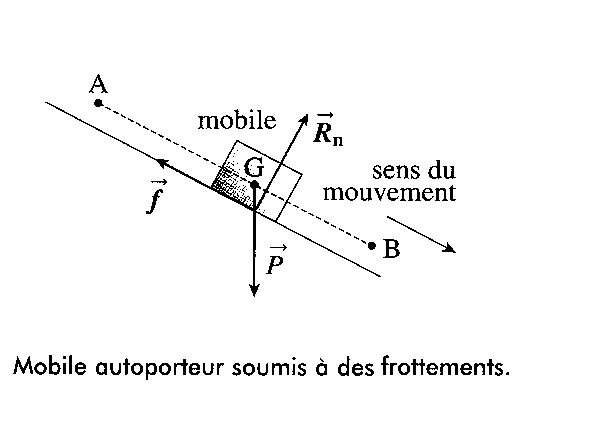 A
mobile
R⃗n
G
sens du
mouvement
f⃗
B
P⃗
Mobile autoporteur soumis à des frottements.